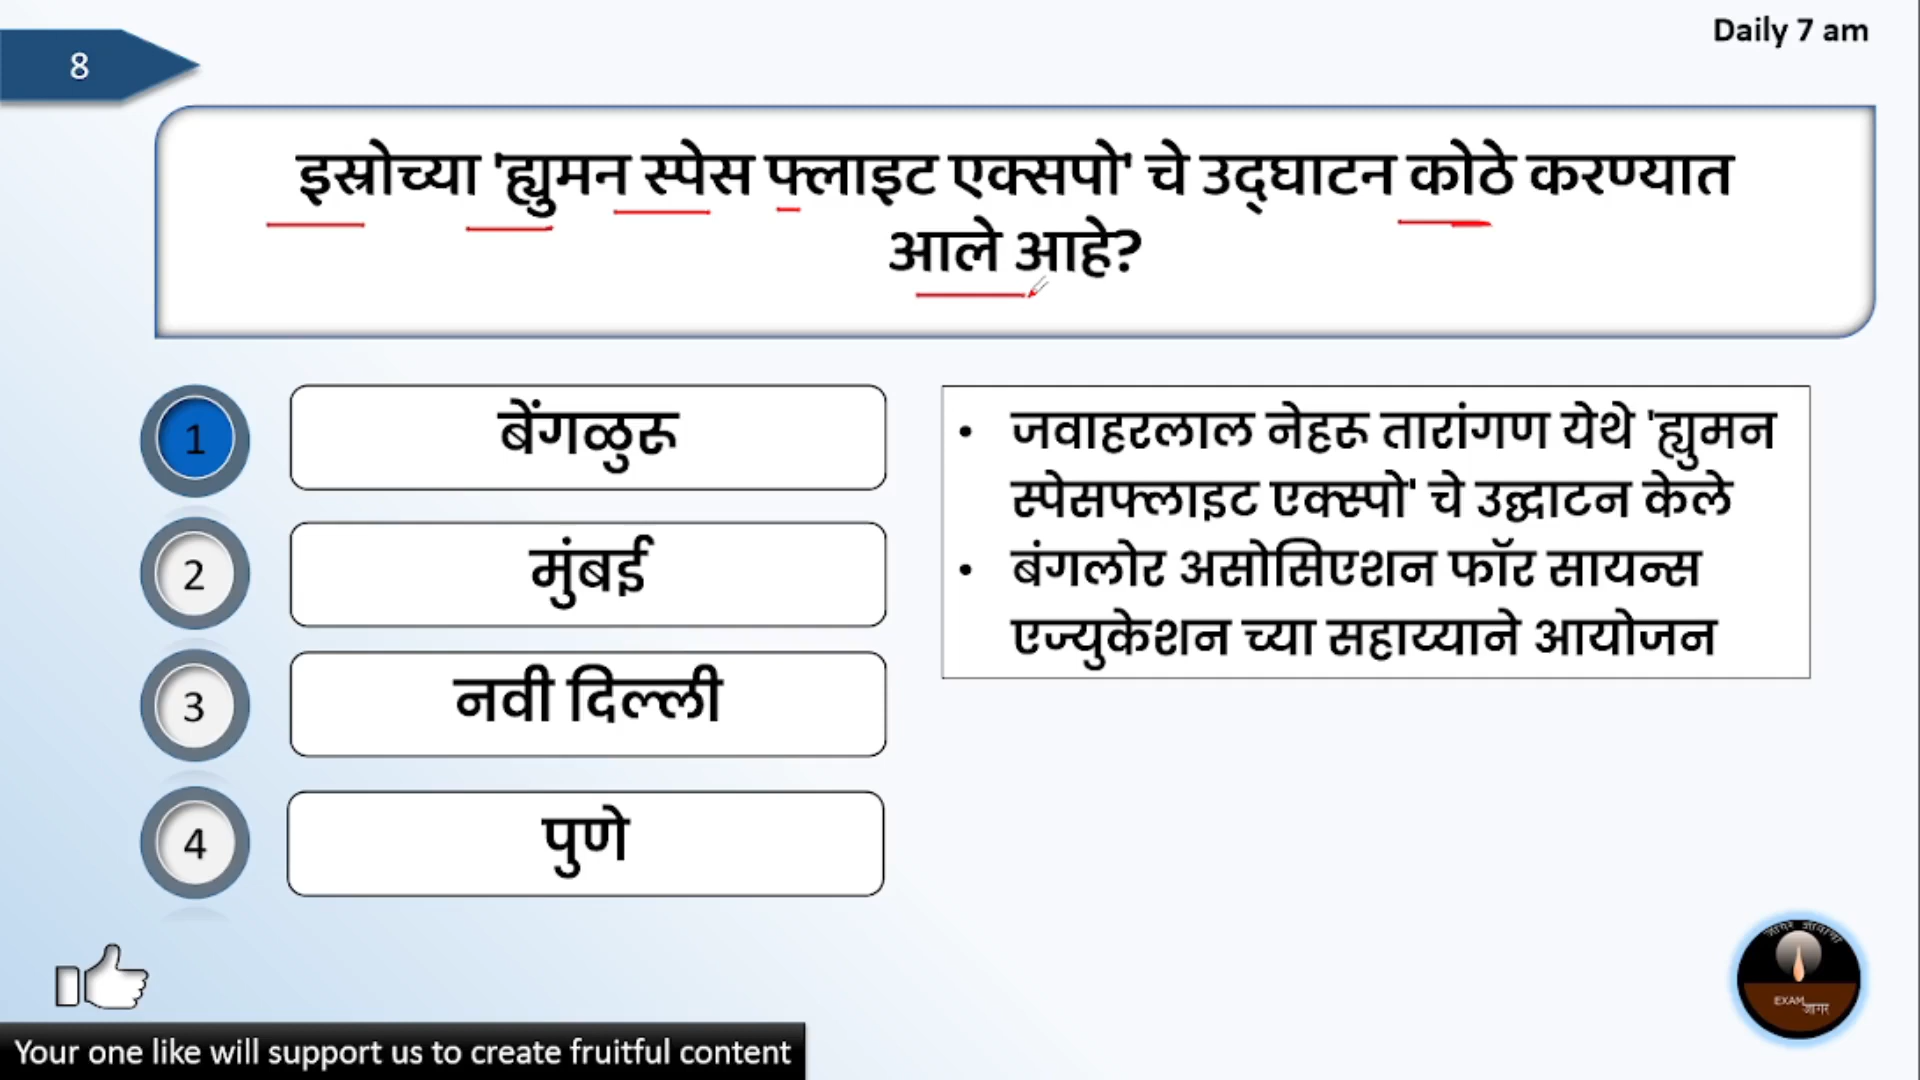 Daily 7 am
8
इस्रोच्या 'ह्युमन स्पेस फ्लाइट एक्सपो' चे उद्घाटन कोठे करण्यात
आले आहे?
1
बेंगळुरू
2
मुंबई
3
नवी दिल्ली
4
पुणे
• जवाहरलाल नेहरू तारांगण येथे 'ह्युमन
स्पेसफ्लाइट एक्स्पो' चे उद्घाटन केले
• बंगलोर असोसिएशन फॉर सायन्स
एज्युकेशन च्या सहाय्याने आयोजन
EXAM
जागर
Your one like will support us to create fruitful content